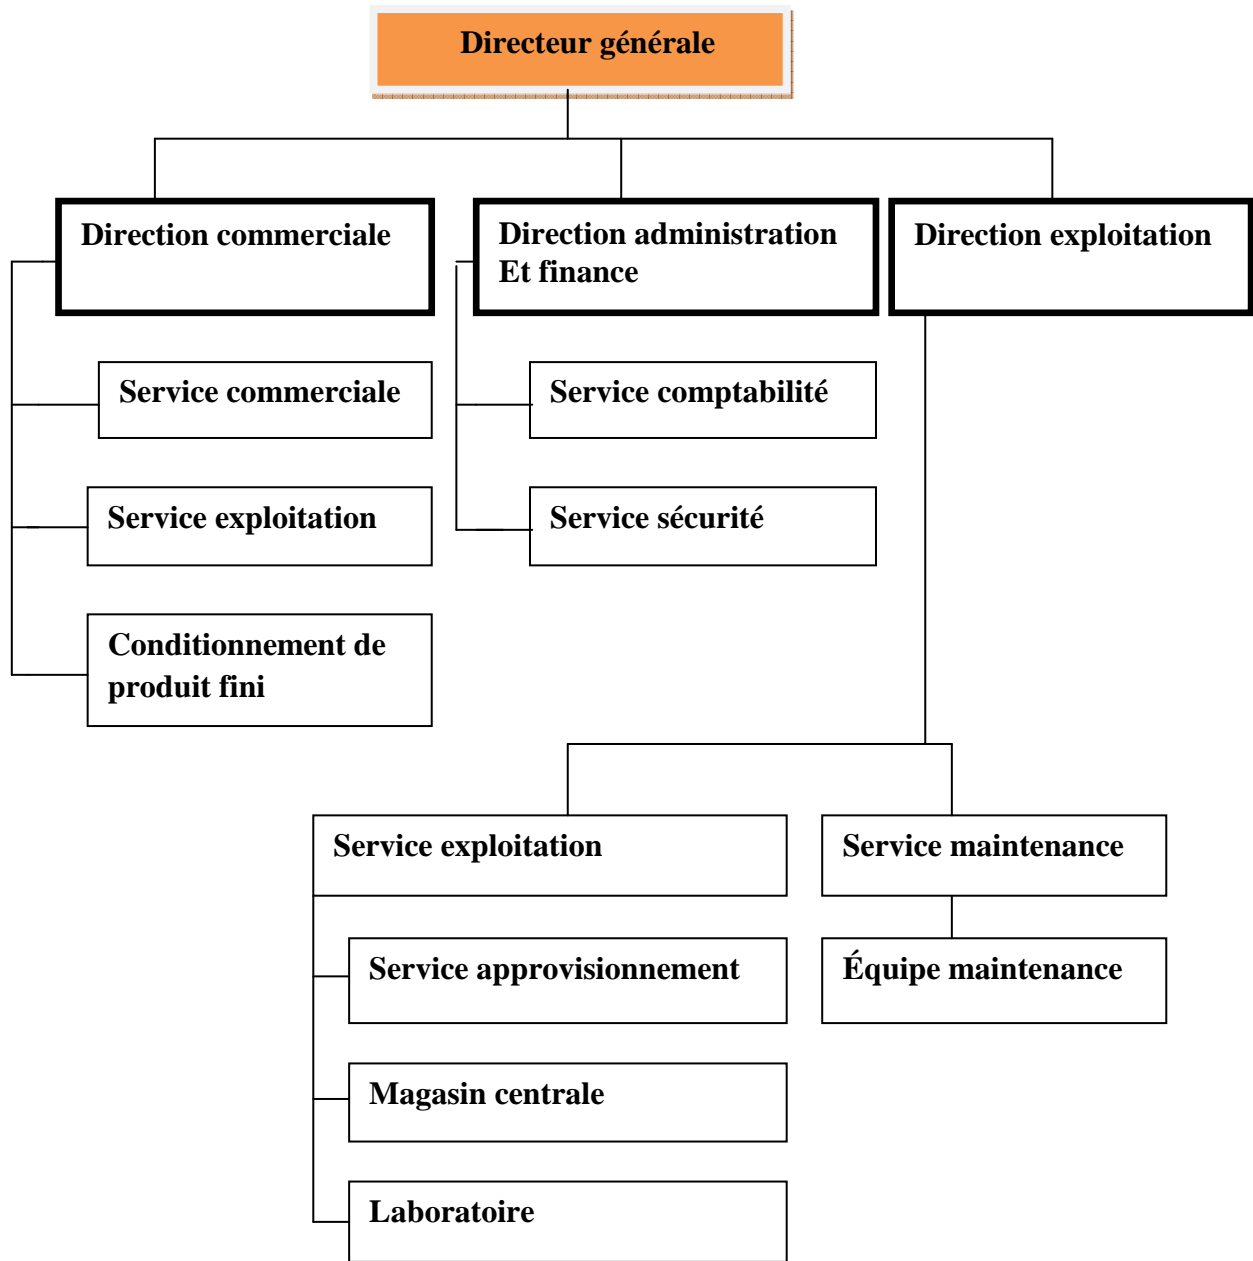 Directeur générale
Direction commerciale
Direction administration
Et finance
Direction exploitation
Service commerciale
Service comptabilité
Service exploitation
Service sécurité
Conditionnement de
produit fini
Service exploitation
Service maintenance
Service approvisionnement
Équipe maintenance
Magasin centrale
Laboratoire